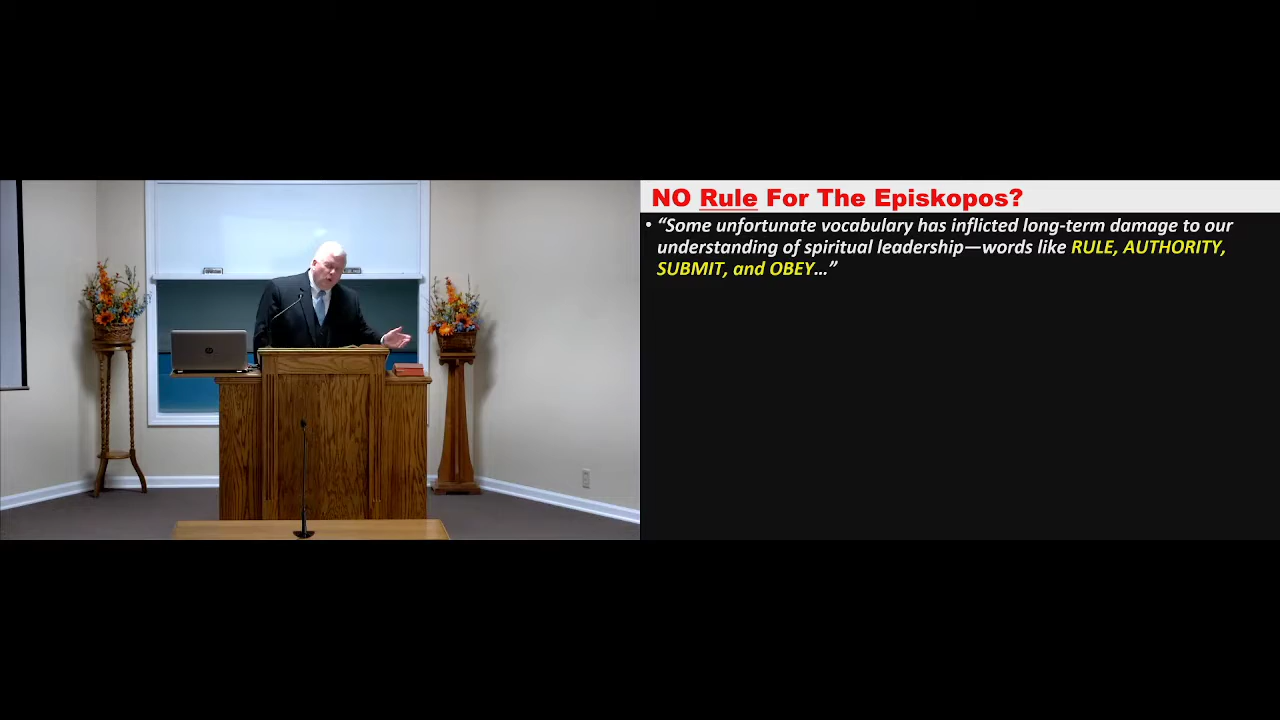 NO Rule For The Episkopos?
• “Some unfortunate vocabulary has inflicted long-term damage to our
understanding of spiritual leadership—words like RULE, AUTHORITY,
SUBMIT, and OBEY…”